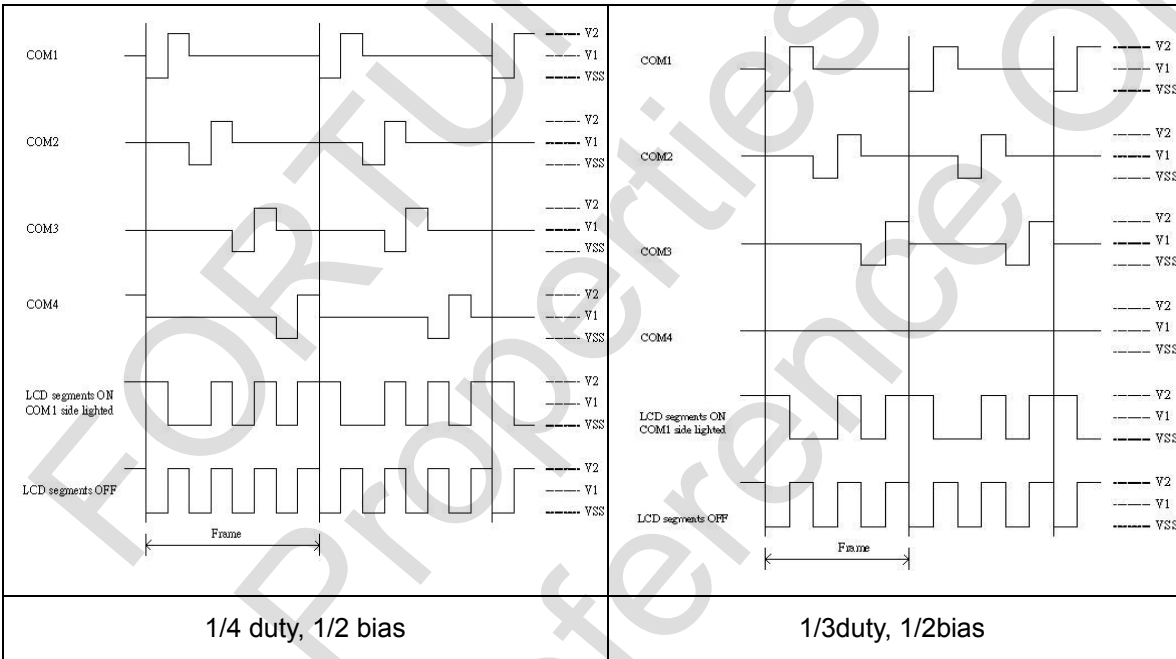 COM1
V2
V1
VSS
COM2
V2
V1
VSS
COM3
V2
V1
VSS
COM4
V2
V1
VSS
LCD segments ON
COM1 side lighted
V2
V1
VSS
LCD segments OFF
V2
V1
VSS
Frame
1/4 duty, 1/2 bias
COM1
V2
V1
VSS
COM2
V2
V1
VSS
COM3
V2
V1
VSS
COM4
V2
V1
VSS
LCD segments ON
COM1 side lighted
V2
V1
VSS
LCD segments OFF
V2
V1
VSS
Frame
1/3duty, 1/2bias
FORTU
Properties
ference O